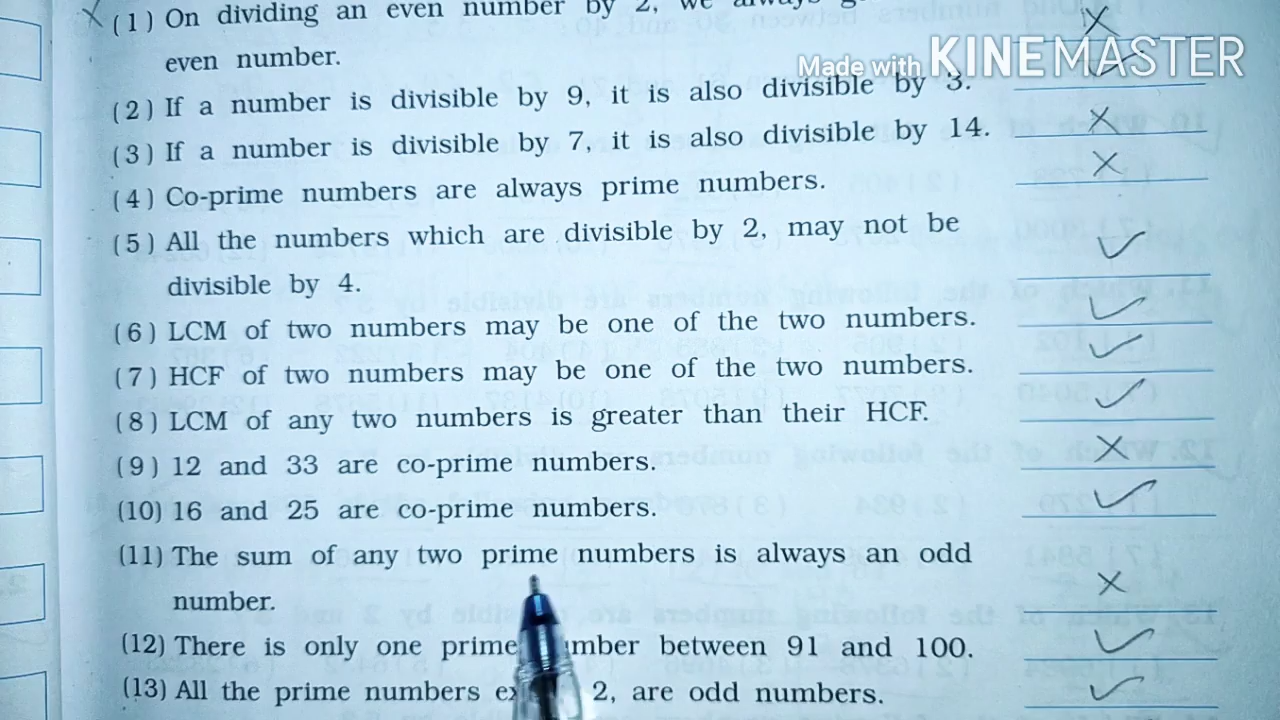 (1) On dividing an even number by 2, we always
even number.
Made with KINEMASTER
(2) If a number is divisible by 9, it is also divisible by 3.
(3) If a number is divisible by 7, it is also divisible by 14.
(4) Co-prime numbers are always prime numbers.
(5) All the numbers which are divisible by 2, may not be
divisible by 4.
(6) LCM of two numbers may be one of the two numbers.
(7) HCF of two numbers may be one of the two numbers.
(8) LCM of any two numbers is greater than their HCF.
(9) 12 and 33 are co-prime numbers.
(10) 16 and 25 are co-prime numbers.
(11) The sum of any two prime numbers is always an odd
number.
(12) There is only one prime number between 91 and 100.
(13) All the prime numbers 2, are odd numbers.